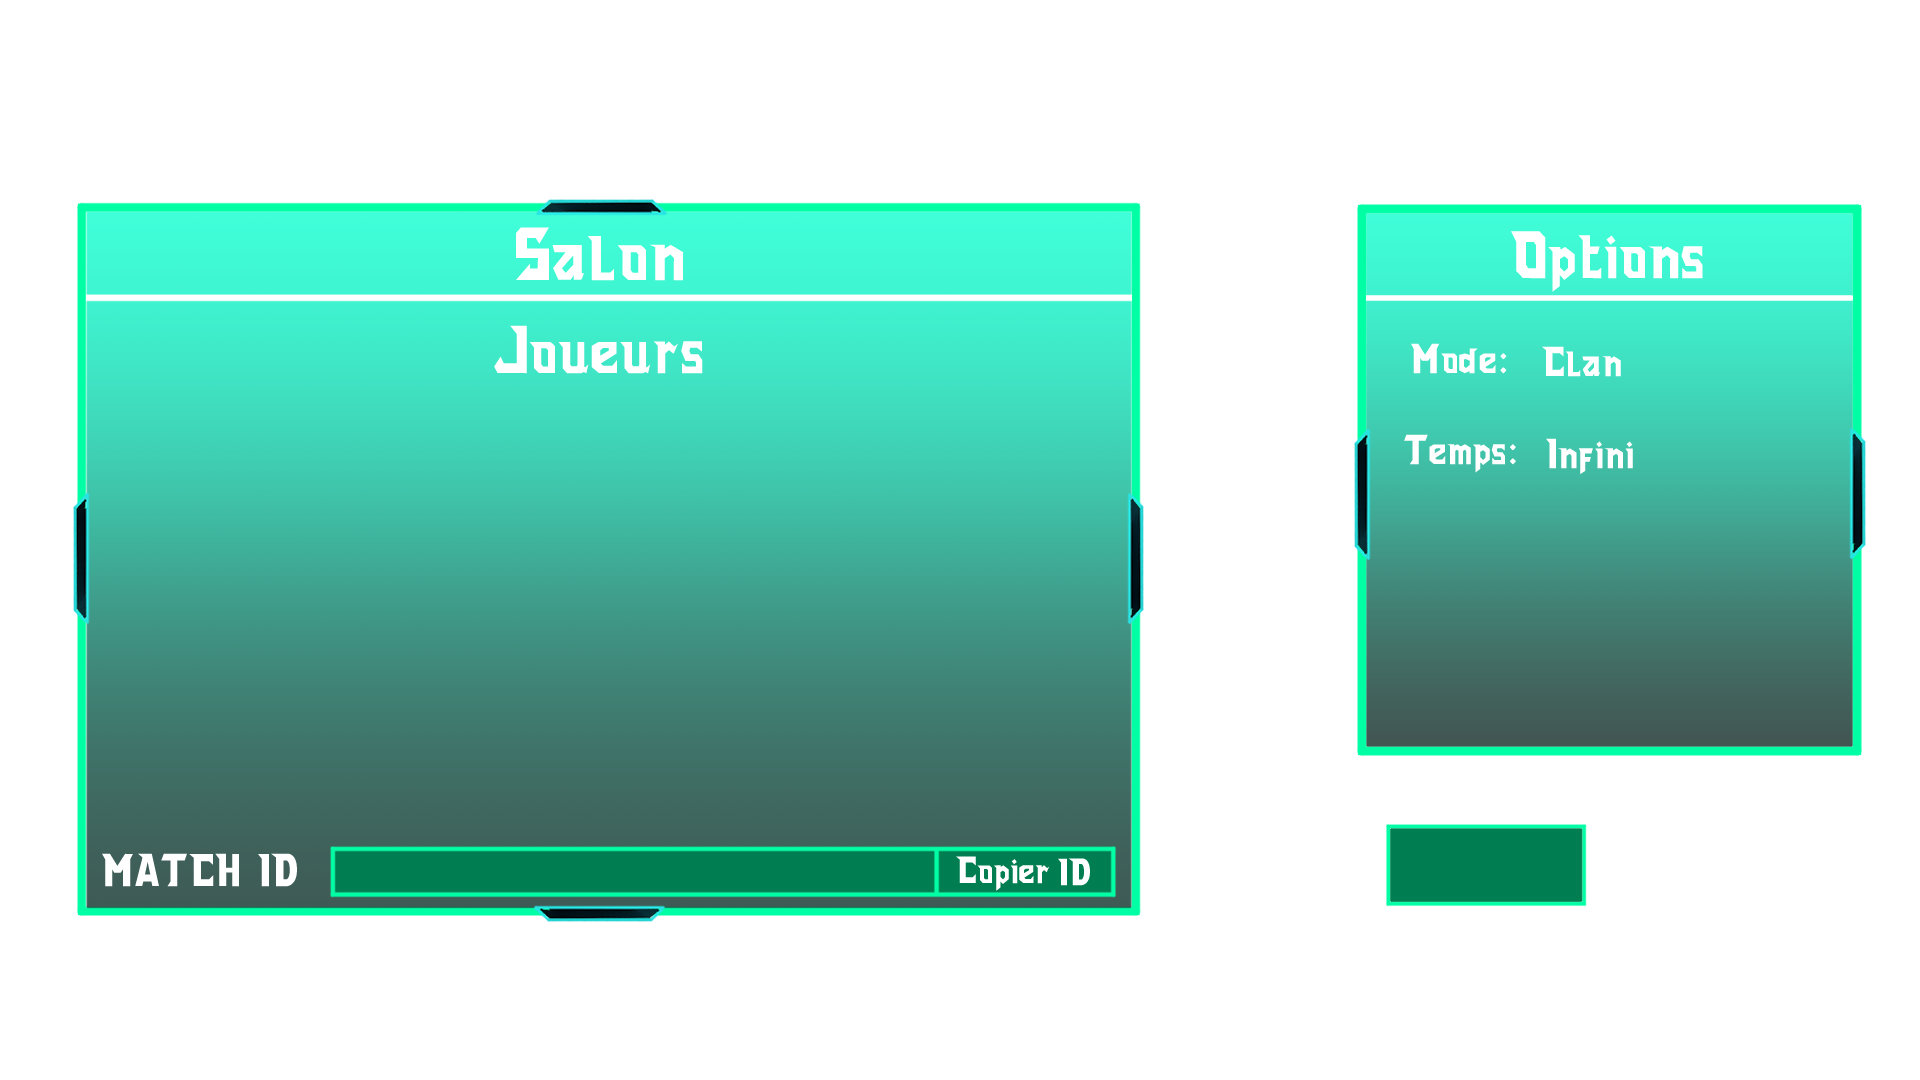 Salon
Joueurs
MATCH ID
Copier ID
Options
Mode: Clan
Temps: Infini